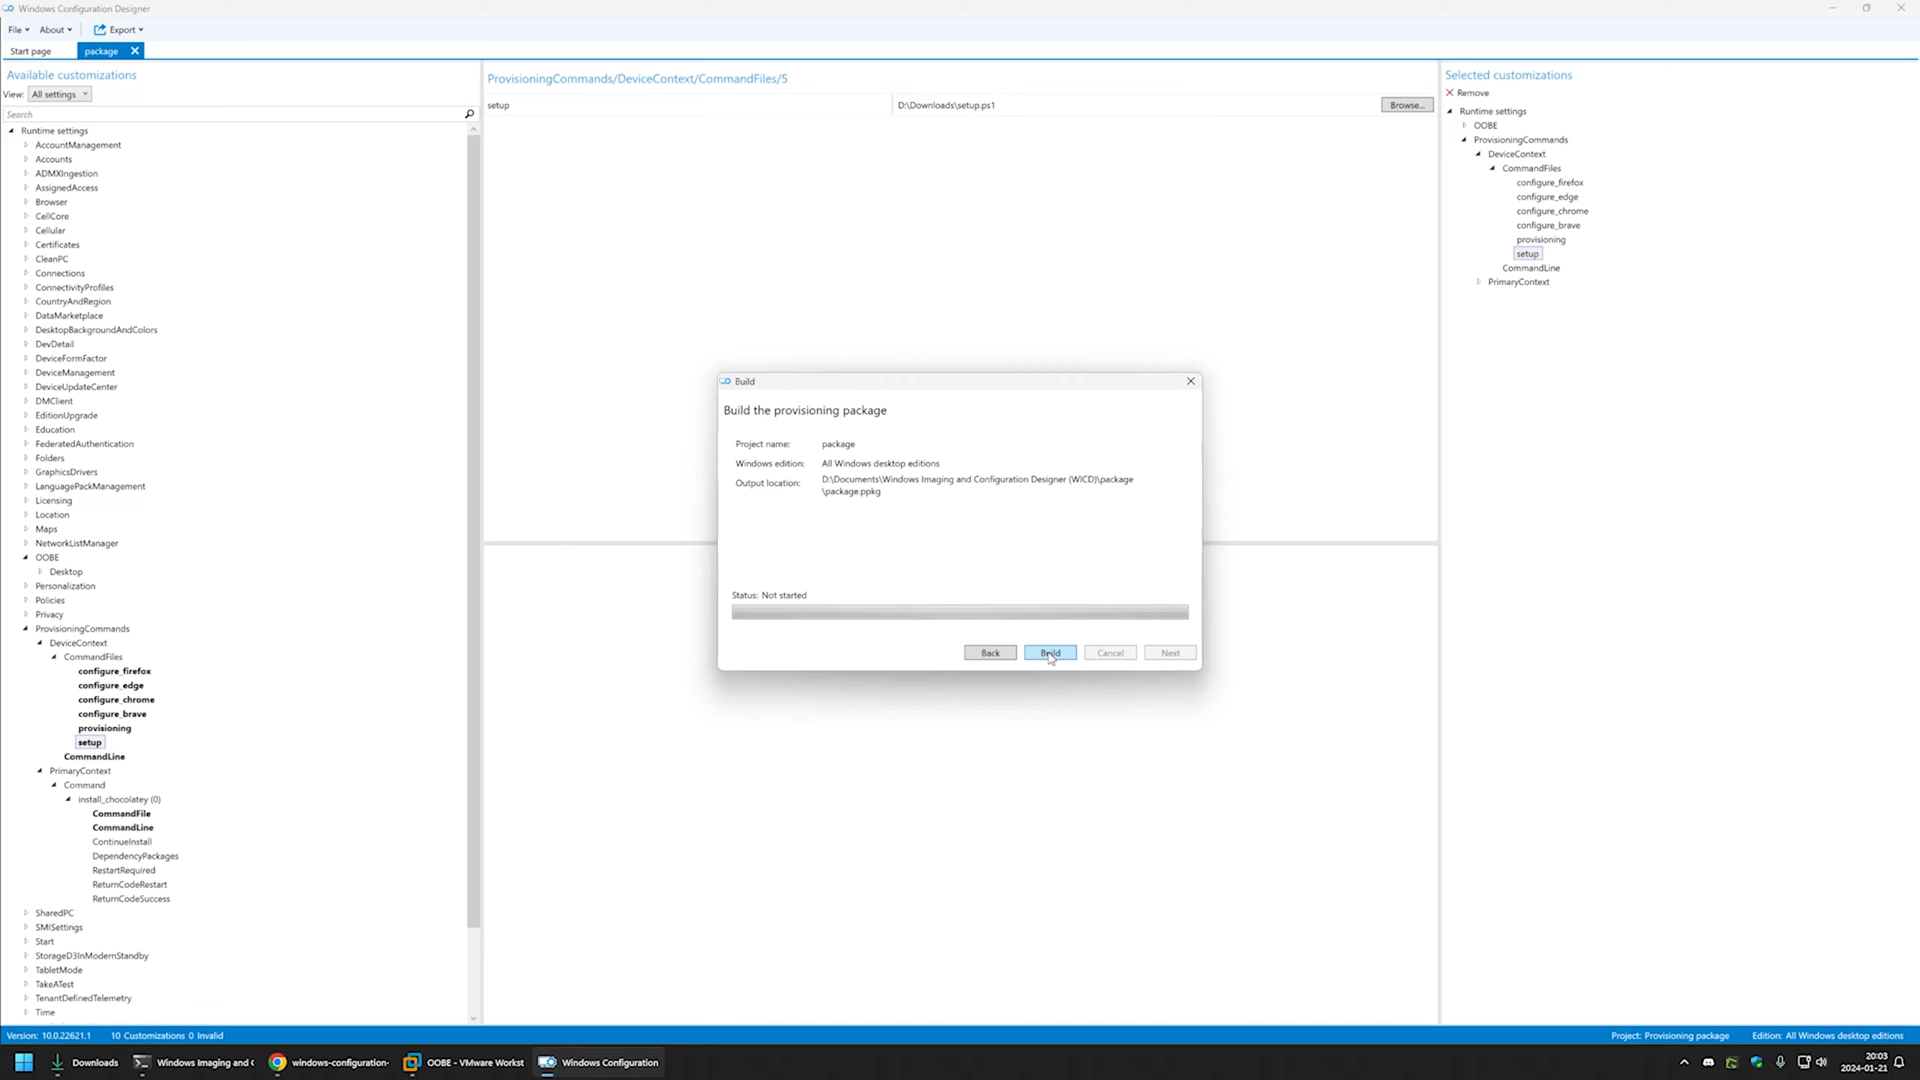 Windows Configuration Designer
File
About
Export
Start page
package
Available customizations
View:
All settings
Search
Runtime settings
AccountManagement
Accounts
ADMXIngestion
AssignedAccess
Browser
CellCore
Cellular
Certificates
CleanPC
Connections
ConnectivityProfiles
CountryAndRegion
DataMarketplace
DesktopBackgroundAndColors
DevDetail
DeviceFormFactor
DeviceManagement
DeviceUpdateCenter
DMClient
EditionUpgrade
Education
FederatedAuthentication
Folders
GraphicsDrivers
LanguagePackManagement
Licensing
Location
Maps
NetworkListManager
OOBE
Desktop
Personalization
Policies
Privacy
ProvisioningCommands
DeviceContext
CommandFiles
configure_firefox
configure_edge
configure_chrome
configure_brave
provisioning
setup
CommandLine
PrimaryContext
Command
install_chocolatey (0)
CommandFile
CommandLine
ContinueInstall
DependencyPackages
RestartRequired
ReturnCodeRestart
ReturnCodeSuccess
SharedPC
SMISettings
Start
StorageD3InModernStandby
TabletMode
TakeATest
TenantDefinedTelemetry
Time
ProvisioningCommands/DeviceContext/CommandFiles/5
setup
D:\Downloads\setup.ps1
Browse...
Build
Build the provisioning package
Project name: package
Windows edition: All Windows desktop editions
Output location: D:\Documents\Windows Imaging and Configuration Designer (WICD)\package
\package.ppkg
Status: Not started
Back
Build
Cancel
Next
Selected customizations
Remove
Runtime settings
OOBE
ProvisioningCommands
DeviceContext
CommandFiles
configure_firefox
configure_edge
configure_chrome
configure_brave
provisioning
setup
CommandLine
PrimaryContext
Version: 10.0.22621.1
10 Customizations 0 Invalid
Project: Provisioning package
Edition: All Windows desktop editions
Downloads
Windows Imaging and C
windows-configuration-
OOBE - VMware Workst
Windows Configuration
20:03
2024-01-21